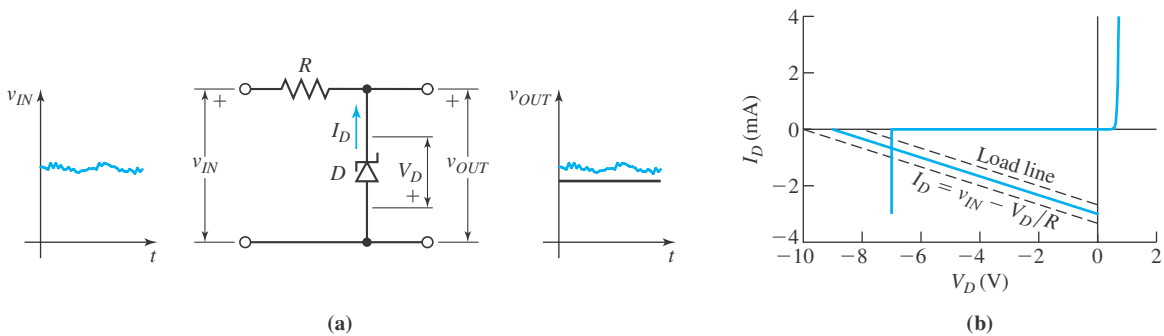 v_IN
t
R
+
v_IN
I_D
D
V_D
+
+
v_OUT
v_OUT
t
(a)
I_D (mA)
4
2
0
−2
−4
Load line
I_D = v_IN − V_D/R
−10
−8
−6
−4
−2
0
2
V_D (V)
(b)